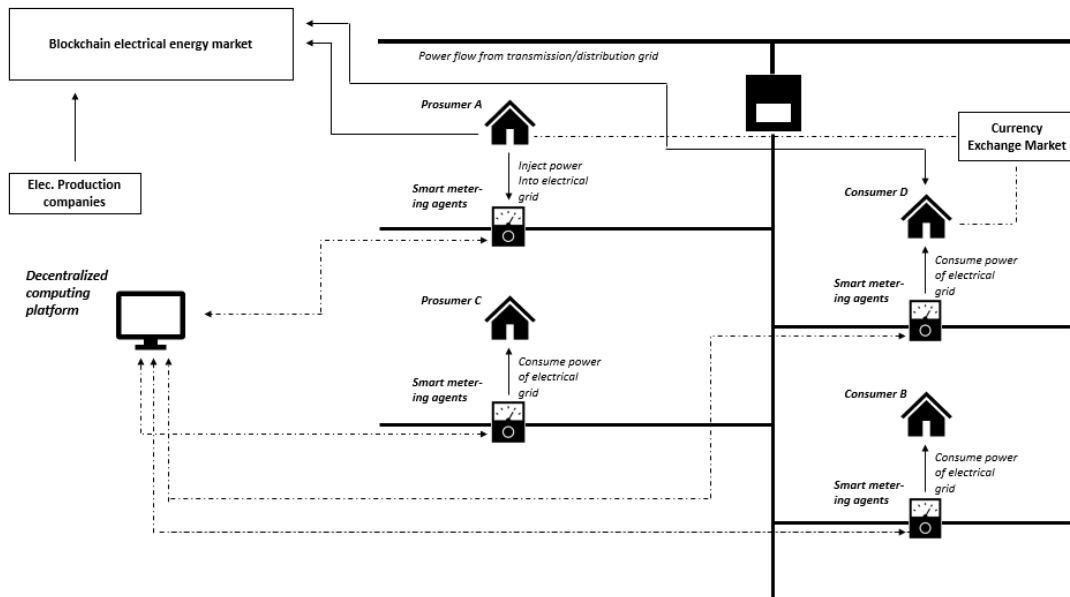 Blockchain electrical energy market
Power flow from transmission/distribution grid
Prosumer A
Currency
Exchange Market
Inject power
Into electrical
grid
Elec. Production
companies
Smart meter-
ing agents
Consumer D
Decentralized
computing
platform
Consume power
of electrical
grid
Smart meter-
ing agents
Prosumer C
Consume power
of electrical
grid
Smart meter-
ing agents
Consumer B
Consume power
of electrical
grid
Smart meter-
ing agents